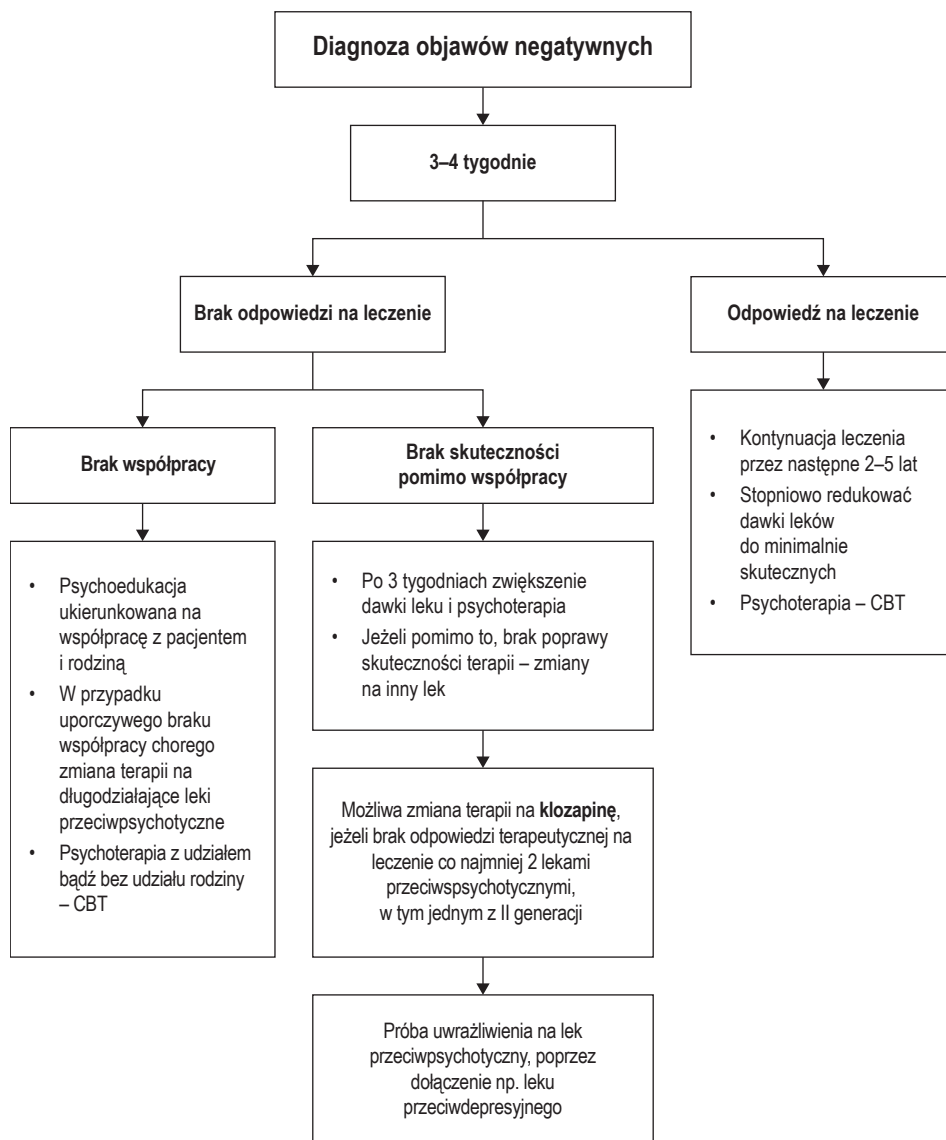 Diagnoza objawów negatywnych
3–4 tygodnie
Brak odpowiedzi na leczenie
Odpowiedź na leczenie
Brak współpracy
Brak skuteczności
pomimo współpracy
• Kontynuacja leczenia
przez następne 2–5 lat
• Stopniowo redukować
dawki leków
do minimalnie
skutecznych
• Psychoterapia – CBT
• Psychoedukacja
ukierunkowana na
współpracę z pacjentem
i rodziną
• W przypadku
uporczywego braku
współpracy chorego
zmiana terapii na
długodziałające leki
przeciwpsychotyczne
• Psychoterapia z udziałem
bądź bez udziału rodziny
– CBT
• Po 3 tygodniach zwiększenie
dawki leku i psychoterapia
• Jeżeli pomimo to, brak poprawy
skuteczności terapii – zmiany
na inny lek
Możliwa zmiana terapii na klozapinę,
jeżeli brak odpowiedzi terapeutycznej na
leczenie co najmniej 2 lekami
przeciwspsychotycznymi,
w tym jednym z II generacji
Próba uwrażliwienia na lek
przeciwpsychotyczny, poprzez
dołączenie np. leku
przeciwdepresyjnego